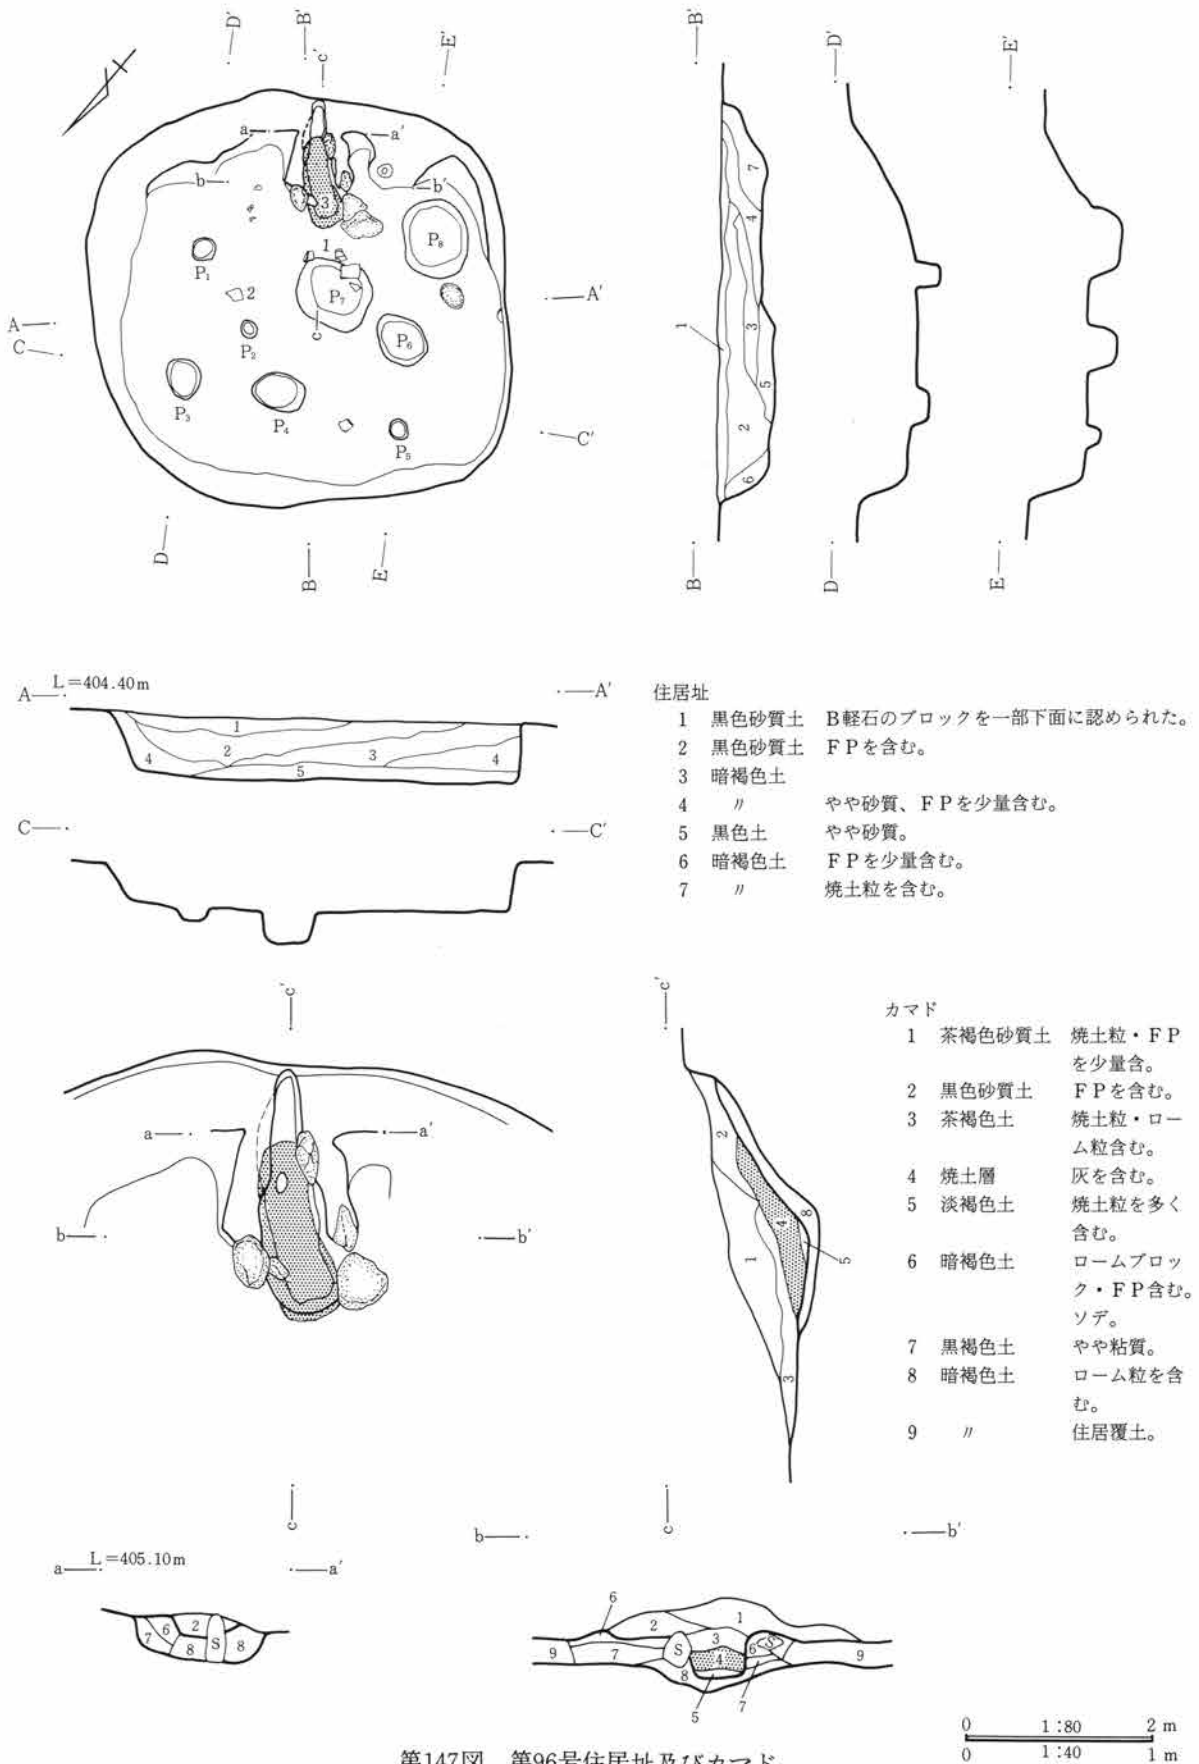 D′
B′
c′
E′
B′
D′
E′
a
a′
b
b′
3
P₈
1
P₁
P₇
2
c
A
A′
C
P₂
P₆
P₃
P₄
P₅
C′
D
B
E
7
4
1
3
5
2
6
B
D
E
A L=404.40m A′
1
2
3
4
4
5
C C′
住居址
1 黒色砂質土 B軽石のブロックを一部下面に認められた。
2 黒色砂質土 FPを含む。
3 暗褐色土
4 〃 やや砂質、FPを少量含む。
5 黒色土 やや砂質。
6 暗褐色土 FPを少量含む。
7 〃 焼土粒を含む。
c′
a a′
b b′
c
c′
2
8
4
1
5
3
c
カマド
1 茶褐色砂質土 焼土粒・FP
を少量含。
2 黒色砂質土 FPを含む。
3 茶褐色土 焼土粒・ロー
ム粒含む。
4 焼土層 灰を含む。
5 淡褐色土 焼土粒を多く
含む。
6 暗褐色土 ロームブロッ
ク・FP含む。
ソデ。
7 黒褐色土 やや粘質。
8 暗褐色土 ローム粒を含
む。
9 〃 住居覆土。
a L=405.10m a′
7 6 2 8 S 8
b b′
6
2 1
9 7 S 3 6 S 9
4
8
5 7
0 1:80 2 m
0 1:40 1 m
第147図 第96号住居址及びカマド